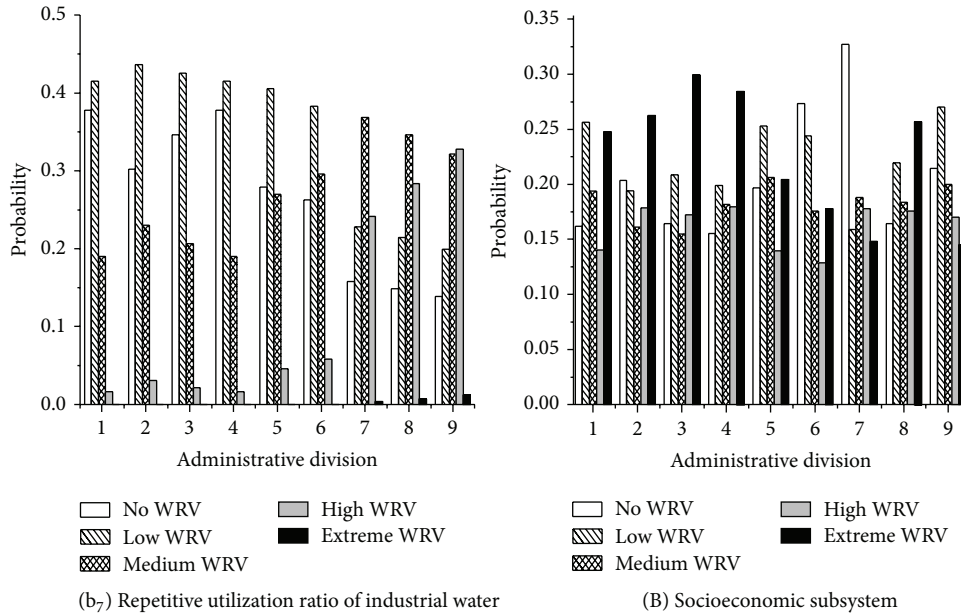 Probability
0.5
0.4
0.3
0.2
0.1
0.0
1 2 3 4 5 6 7 8 9
Administrative division
No WRV
Low WRV
Medium WRV
High WRV
Extreme WRV
(b₇) Repetitive utilization ratio of industrial water
Probability
0.35
0.30
0.25
0.20
0.15
0.10
0.05
0.00
1 2 3 4 5 6 7 8 9
Administrative division
No WRV
Low WRV
Medium WRV
High WRV
Extreme WRV
(B) Socioeconomic subsystem